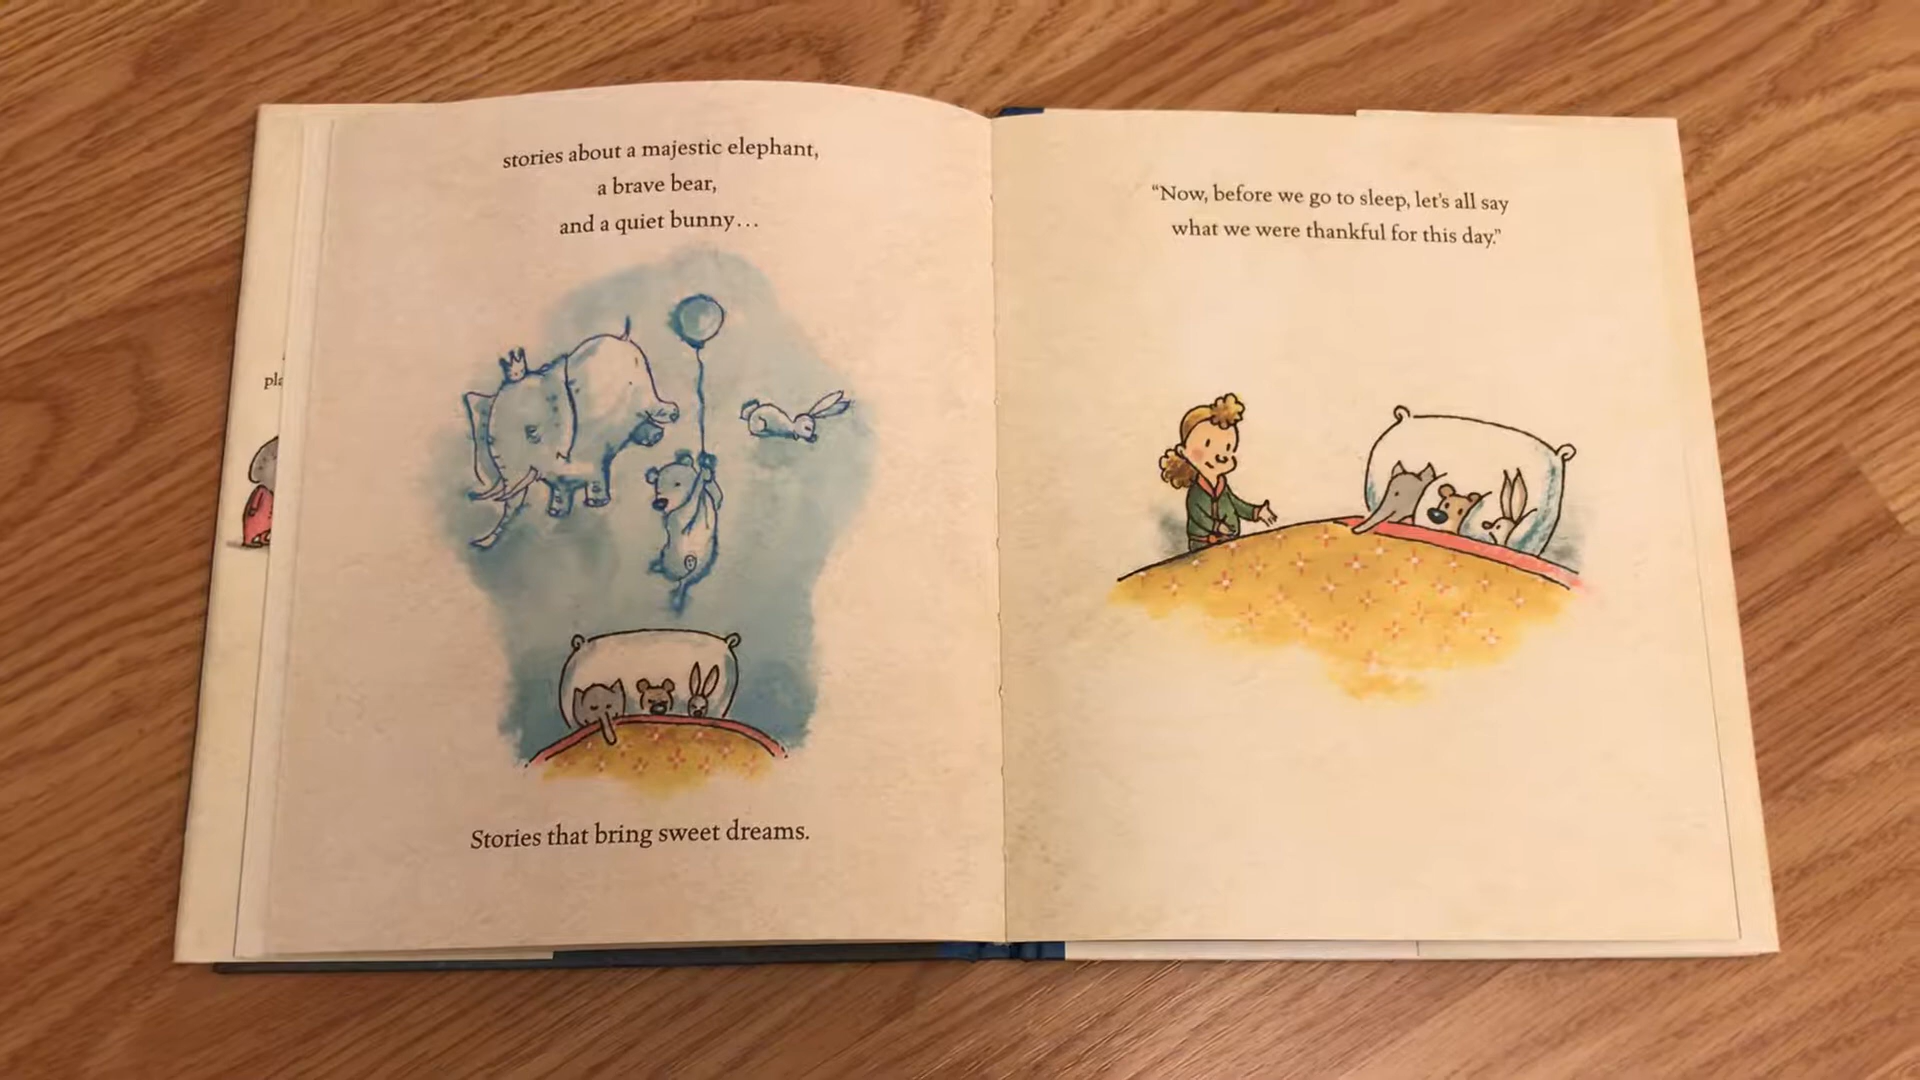 stories about a majestic elephant,
a brave bear,
and a quiet bunny...
Stories that bring sweet dreams.
“Now, before we go to sleep, let's all say
what we were thankful for this day.”